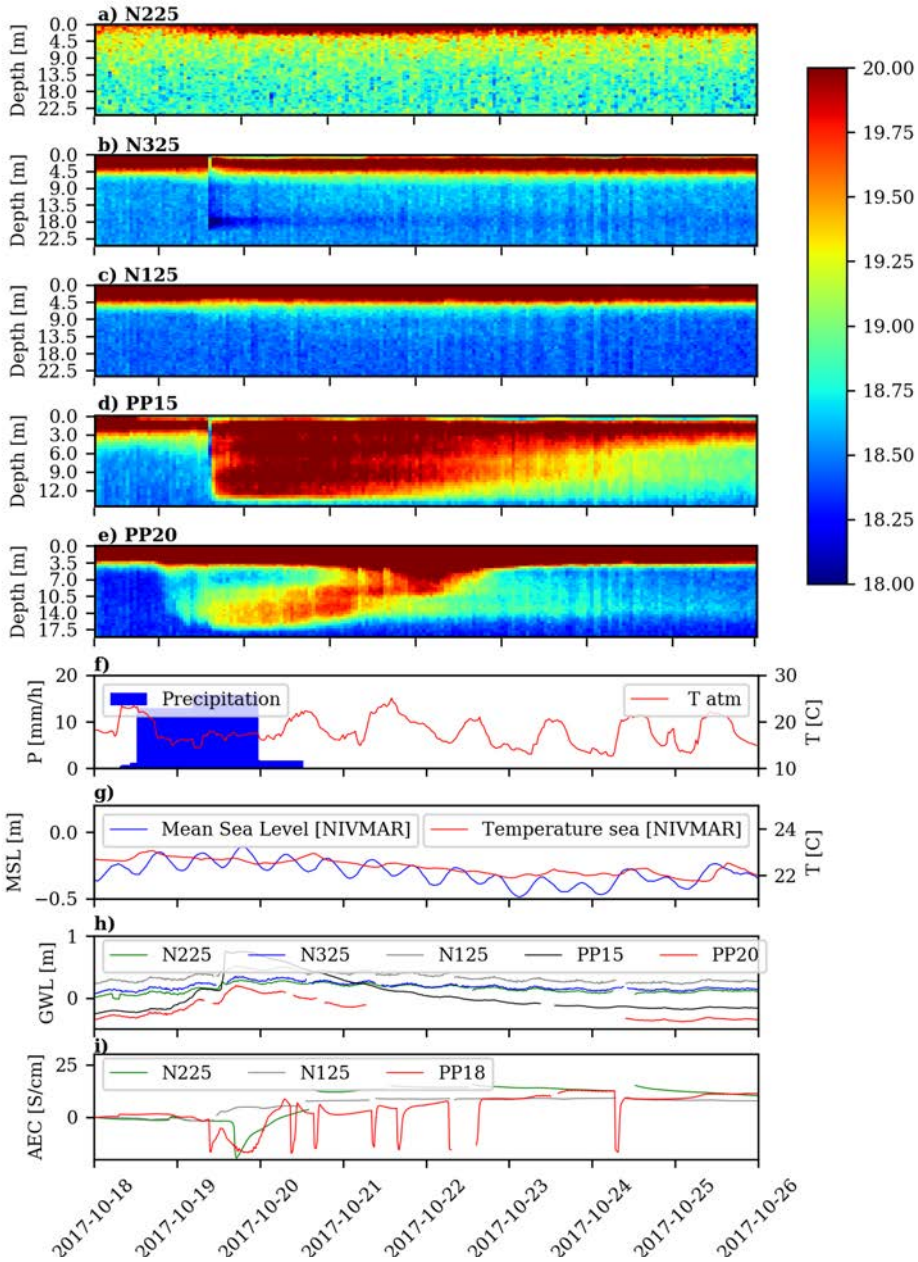 a) N225
Depth [m]
0.0
4.5
9.0
13.5
18.0
22.5
b) N325
Depth [m]
0.0
4.5
9.0
13.5
18.0
22.5
c) N125
Depth [m]
0.0
4.5
9.0
13.5
18.0
22.5
d) PP15
Depth [m]
0.0
3.0
6.0
9.0
12.0
e) PP20
Depth [m]
0.0
3.5
7.0
10.5
14.0
17.5
20.00
19.75
19.50
19.25
19.00
18.75
18.50
18.25
18.00
f)
P [mm/h]
20
10
0
Precipitation
T atm
30
20
10
T [C]
g)
MSL [m]
0.0
−0.5
Mean Sea Level [NIVMAR]
Temperature sea [NIVMAR]
24
22
T [C]
h)
GWL [m]
1
0
N225 N325 N125 PP15 PP20
i)
AEC [S/cm]
25
0
N225 N125 PP18
2017-10-18
2017-10-19
2017-10-20
2017-10-21
2017-10-22
2017-10-23
2017-10-24
2017-10-25
2017-10-26